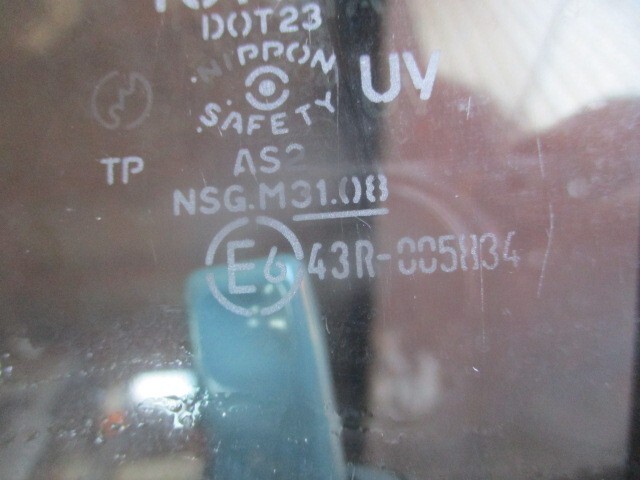 DOT23
NIPPON
SAFETY
UV
TP
AS2
NSG.M31.08
E6 43R-005834